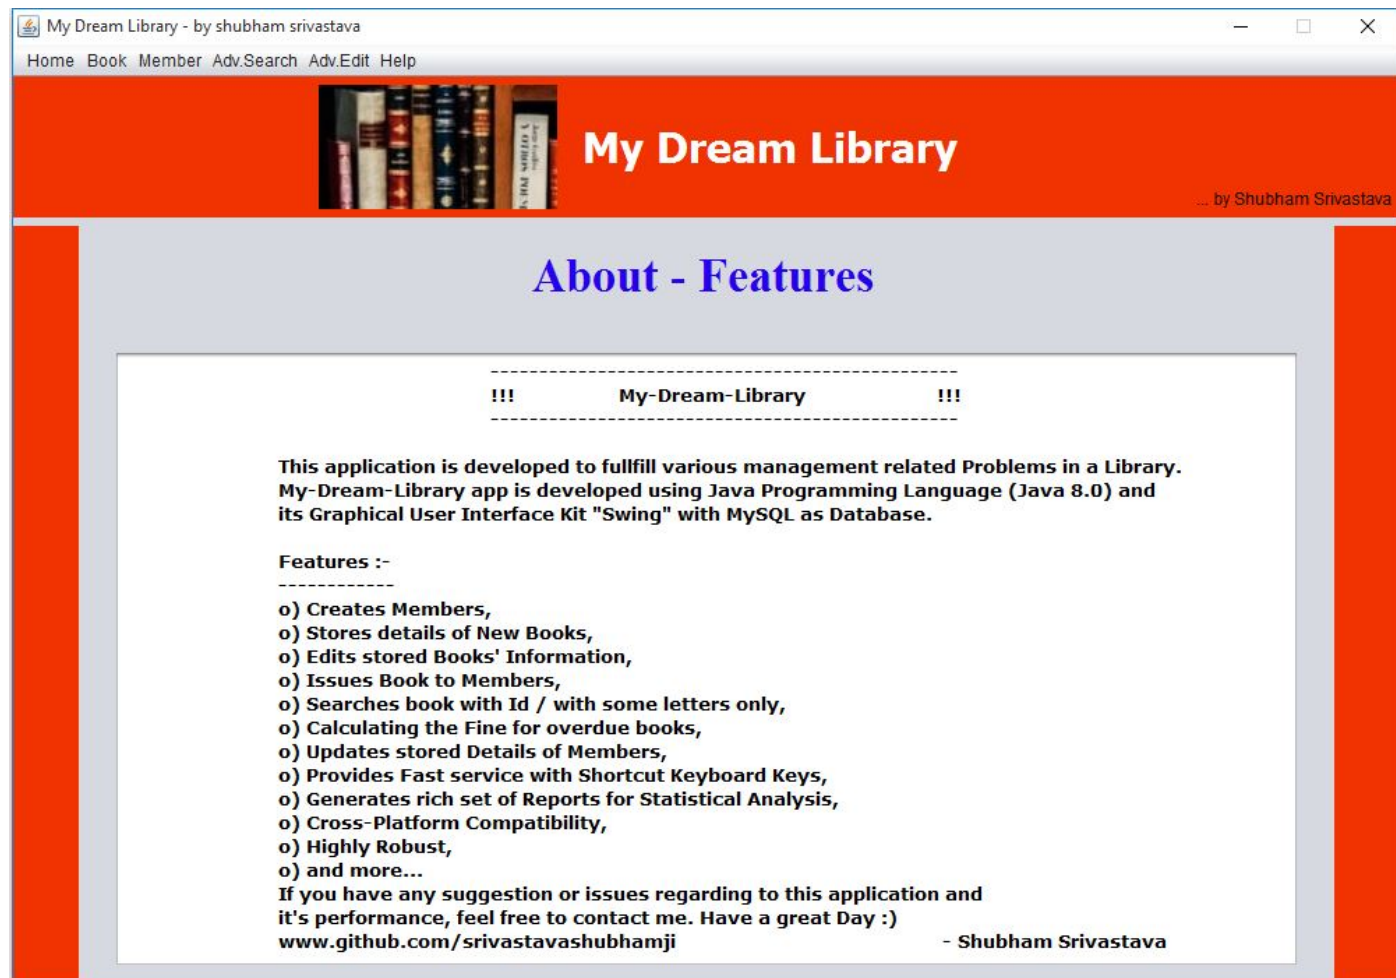 My Dream Library - by shubham srivastava
Home Book Member Adv.Search Adv.Edit Help
My Dream Library
... by Shubham Srivastava
About - Features
------------------------------------------------
!!! My-Dream-Library !!!
------------------------------------------------
This application is developed to fullfill various management related Problems in a Library.
My-Dream-Library app is developed using Java Programming Language (Java 8.0) and
its Graphical User Interface Kit "Swing" with MySQL as Database.
Features :-
------------
o) Creates Members,
o) Stores details of New Books,
o) Edits stored Books' Information,
o) Issues Book to Members,
o) Searches book with Id / with some letters only,
o) Calculating the Fine for overdue books,
o) Updates stored Details of Members,
o) Provides Fast service with Shortcut Keyboard Keys,
o) Generates rich set of Reports for Statistical Analysis,
o) Cross-Platform Compatibility,
o) Highly Robust,
o) and more...
If you have any suggestion or issues regarding to this application and
it's performance, feel free to contact me. Have a great Day :)
www.github.com/srivastavashubhamji - Shubham Srivastava